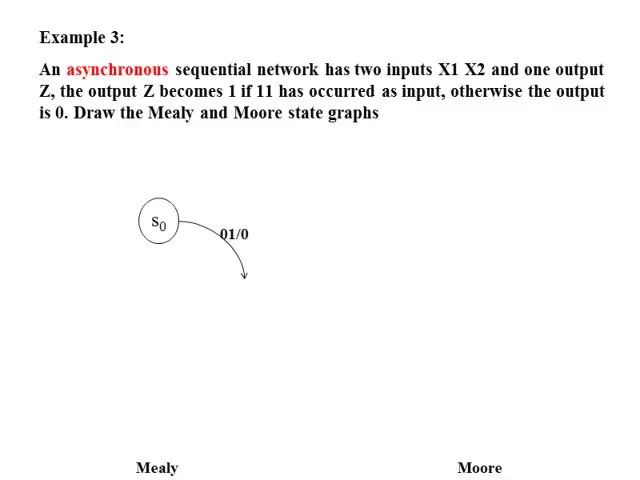 Example 3:
An asynchronous sequential network has two inputs X1 X2 and one output
Z, the output Z becomes 1 if 11 has occurred as input, otherwise the output
is 0. Draw the Mealy and Moore state graphs
S0
01/0
Mealy Moore